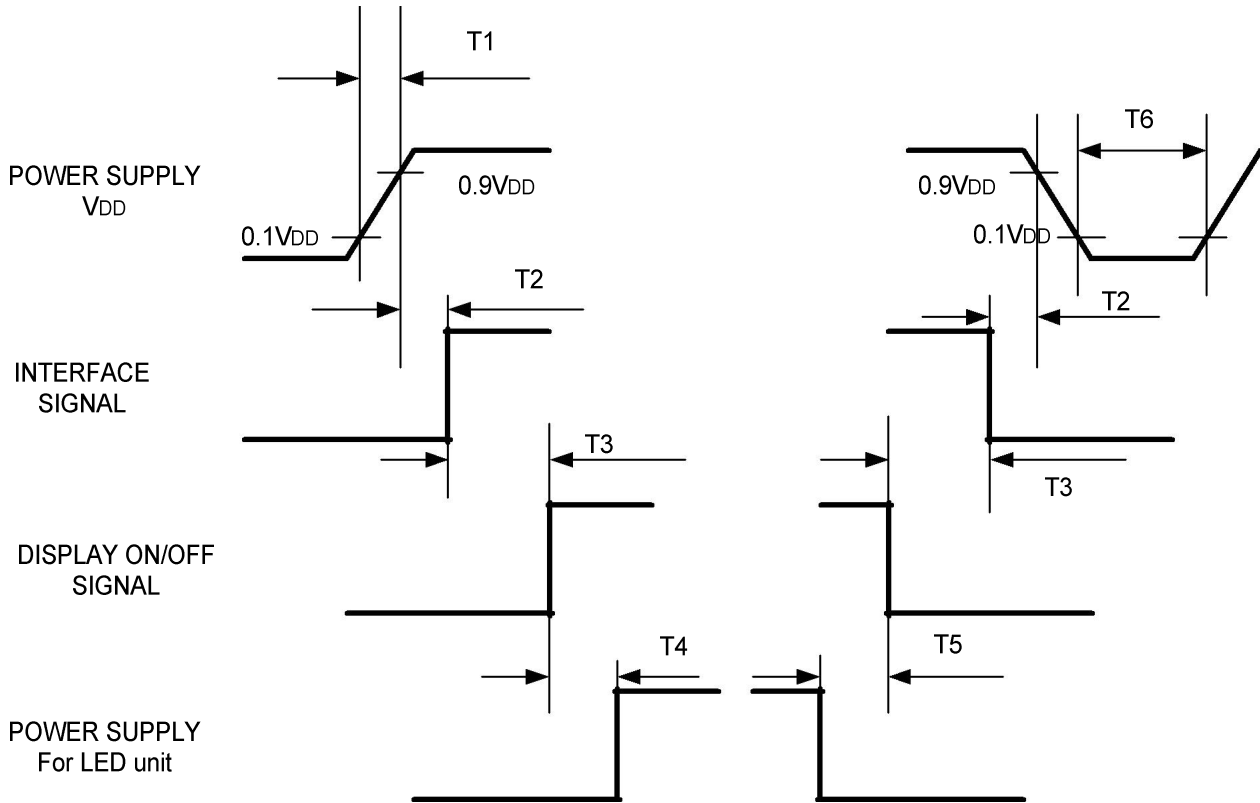 T1
T6
POWER SUPPLY
VDD
0.9VDD
0.9VDD
0.1VDD
0.1VDD
T2
T2
INTERFACE
SIGNAL
T3
T3
DISPLAY ON/OFF
SIGNAL
T4
T5
POWER SUPPLY
For LED unit